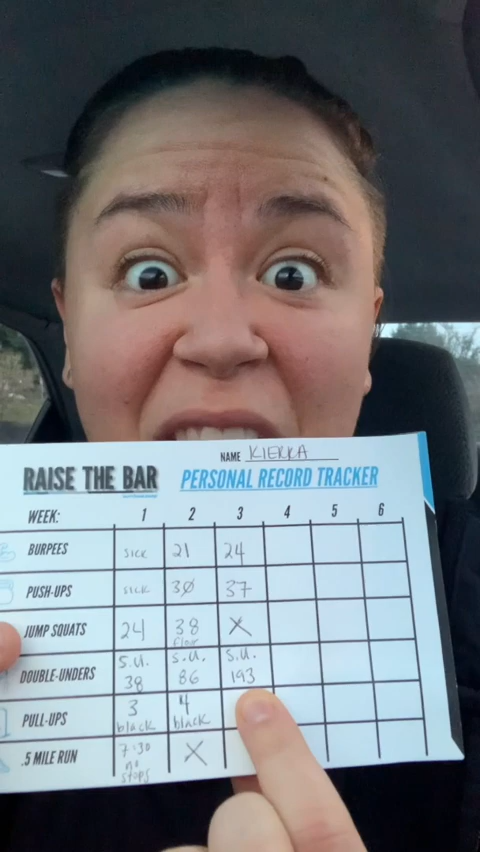 NAME KIERRA
RAISE THE BAR PERSONAL RECORD TRACKER
WEEK: 1 2 3 4 5 6
BURPEES SICK 21 24
PUSH-UPS SICK 30 37
JUMP SQUATS 24 38 X
floor
DOUBLE-UNDERS S.U. S.U. S.U.
38 86 193
PULL-UPS 3 4
black black
.5 MILE RUN 7:30 X
no
stops